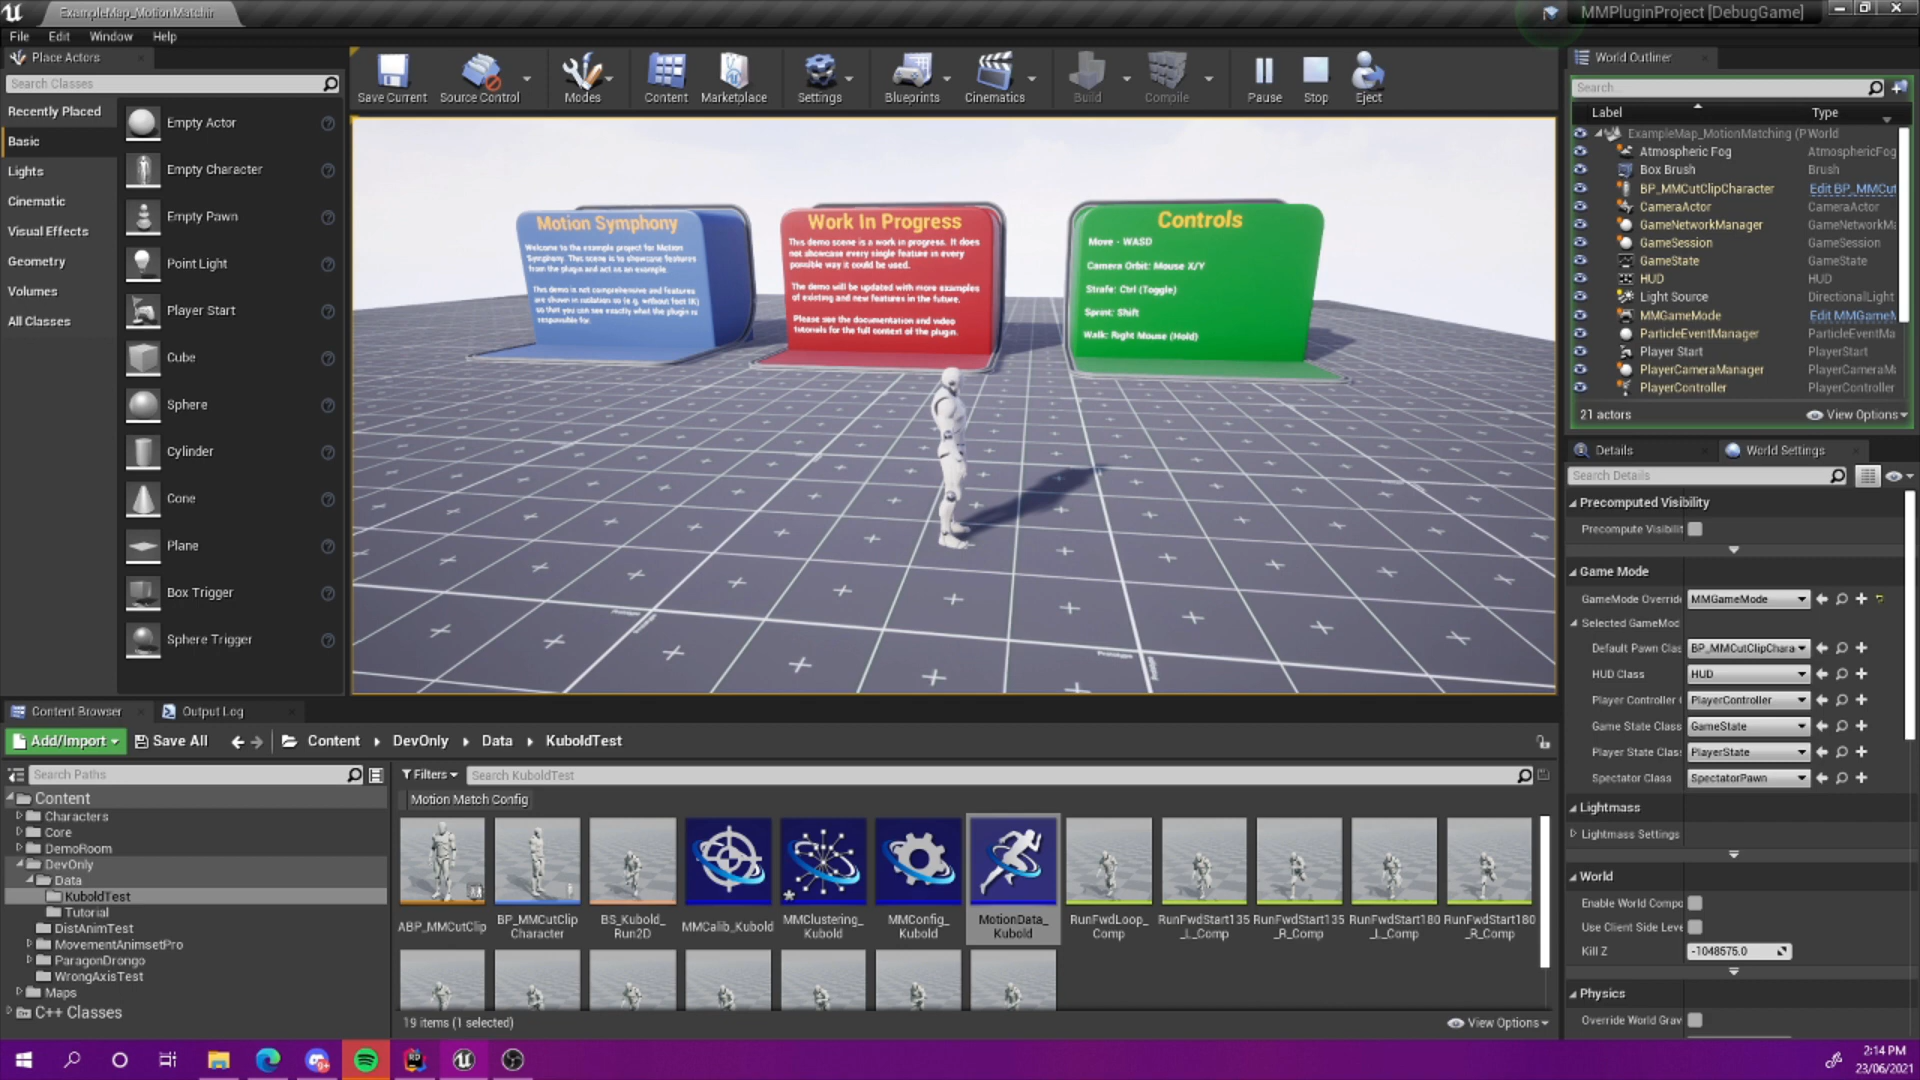 ExampleMap_MotionMatchin
MMPluginProject [DebugGame]
File Edit Window Help
Place Actors
Search Classes
Recently Placed
Basic
Lights
Cinematic
Visual Effects
Geometry
Volumes
All Classes
Empty Actor
Empty Character
Empty Pawn
Point Light
Player Start
Cube
Sphere
Cylinder
Cone
Plane
Box Trigger
Sphere Trigger
Save Current
Source Control
Modes
Content
Marketplace
Settings
Blueprints
Cinematics
Build
Compile
Pause
Stop
Eject
Motion Symphony
Welcome to the example project for Motion
Symphony. This scene is to showcase features
from the plugin and act as an example.
This demo is not comprehensive and features
are shown in isolation so (e.g. without foot IK)
so that you can see exactly what the plugin is
responsible for.
Work In Progress
This demo scene is a work in progress. It does
not showcase every single feature in every
possible way it could be used.
The demo will be updated with more examples
of existing and new features in the future.
Please see the documentation and video
tutorials for the full context of the plugin.
Controls
Move - WASD
Camera Orbit: Mouse X/Y
Strafe: Ctrl (Toggle)
Sprint: Shift
Walk: Right Mouse (Hold)
World Outliner
Search...
Label Type
ExampleMap_MotionMatching (P World
Atmospheric Fog AtmosphericFog
Box Brush Brush
BP_MMCutClipCharacter Edit BP_MMCut
CameraActor CameraActor
GameNetworkManager GameNetworkMa
GameSession GameSession
GameState GameState
HUD HUD
Light Source DirectionalLight
MMGameMode Edit MMGameM
ParticleEventManager ParticleEventMa
Player Start PlayerStart
PlayerCameraManager PlayerCameraMa
PlayerController PlayerController
21 actors View Options
Details World Settings
Search Details
Precomputed Visibility
Precompute Visibilit
Game Mode
GameMode Override MMGameMode
Selected GameMod
Default Pawn Clas BP_MMCutClipChara
HUD Class HUD
Player Controller C PlayerController
Game State Class GameState
Player State Clas PlayerState
Spectator Class SpectatorPawn
Lightmass
Lightmass Settings
World
Enable World Compo
Use Client Side Leve
Kill Z -1048575.0
Physics
Override World Grav
Content Browser Output Log
Add/Import Save All Content DevOnly Data KuboldTest
Search Paths
Filters Search KuboldTest
Motion Match Config
Content
Characters
Core
DemoRoom
DevOnly
Data
KuboldTest
Tutorial
DistAnimTest
MovementAnimsetPro
ParagonDrongo
WrongAxisTest
Maps
C++ Classes
ABP_MMCutClip
BP_MMCutClip
Character
BS_Kubold_
Run2D
MMCalib_Kubold
MMClustering_
Kubold
MMConfig_
Kubold
MotionData_
Kubold
RunFwdLoop_
Comp
RunFwdStart135
_L_Comp
RunFwdStart135
_R_Comp
RunFwdStart180
_L_Comp
RunFwdStart180
_R_Comp
19 items (1 selected) View Options
2:14 PM
23/06/2021